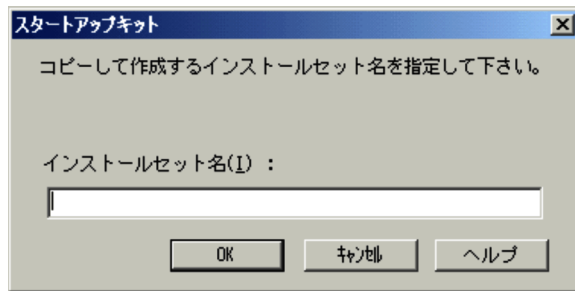 スタートアップキット
コピーして作成するインストールセット名を指定して下さい。
インストールセット名(I) :
OK
ｷｬﾝｾﾙ
ヘルプ